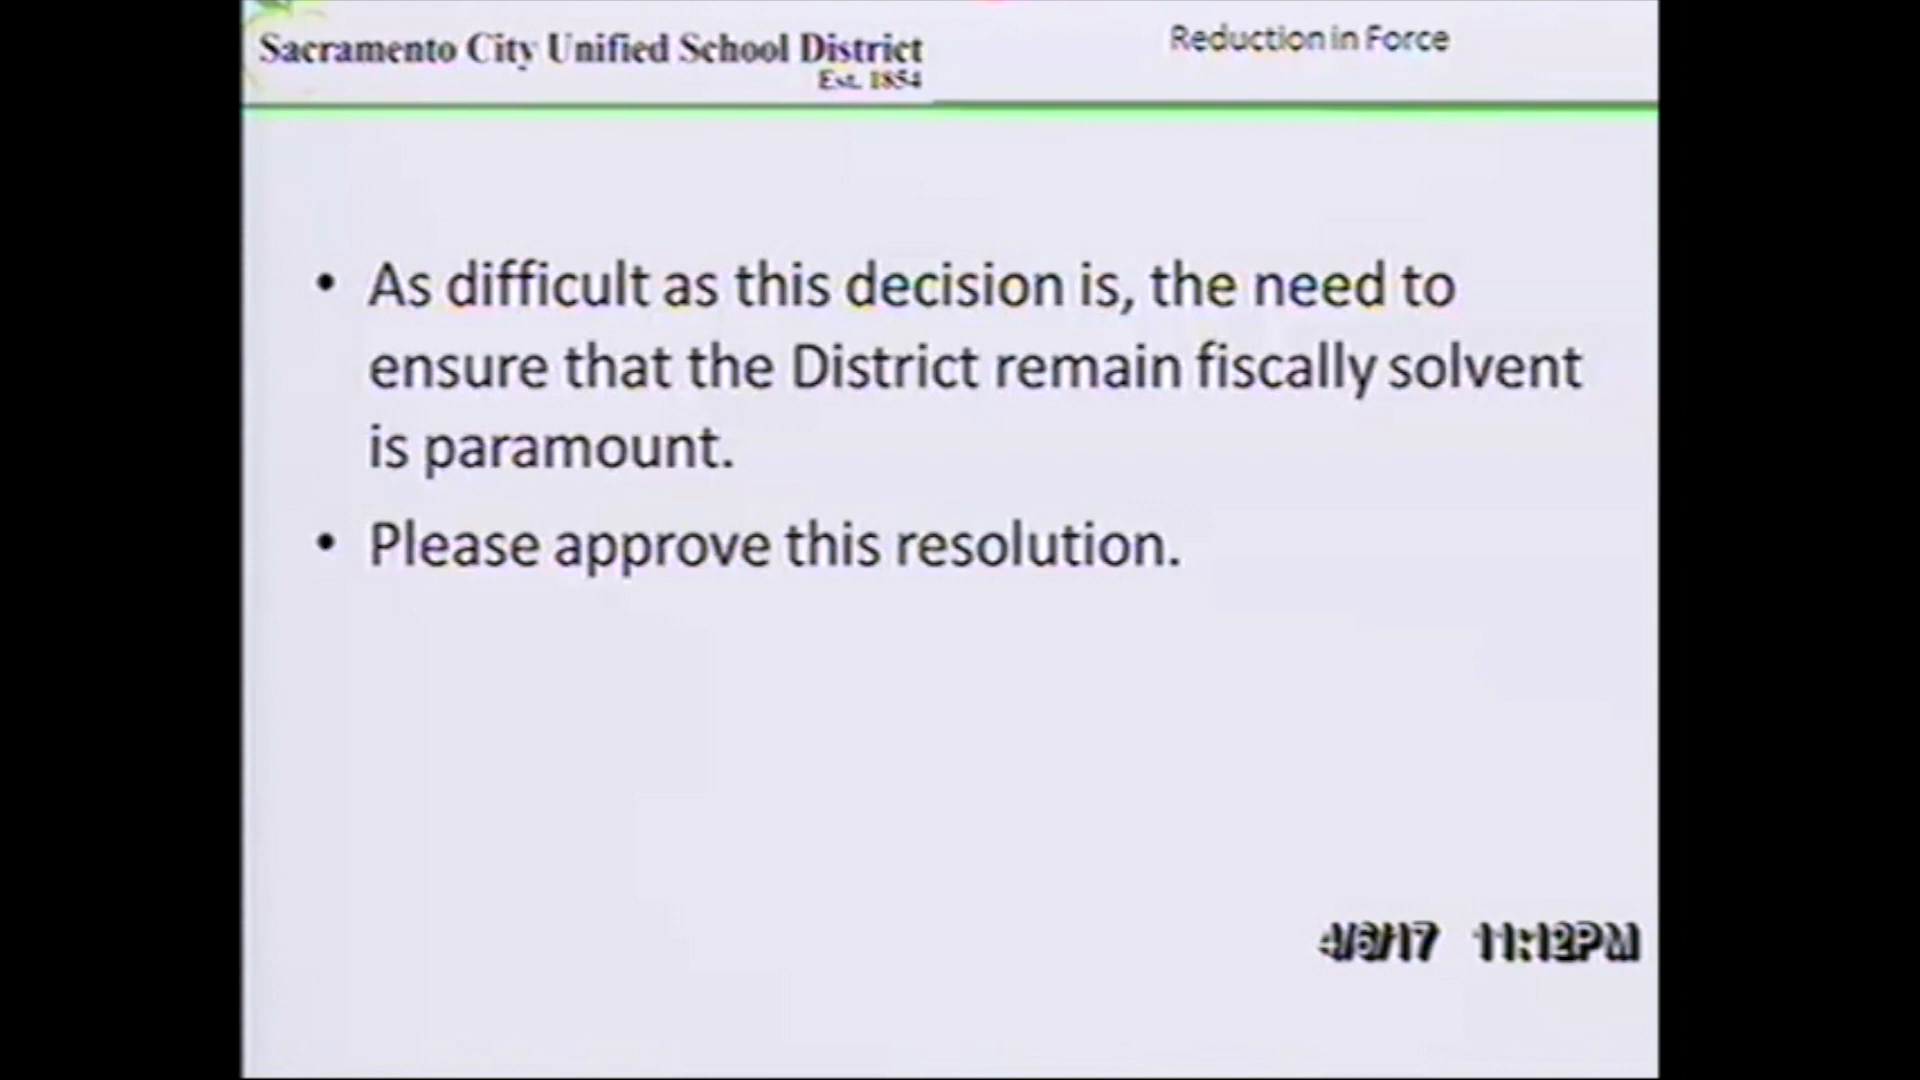 Sacramento City Unified School District
Est. 1854
Reduction in Force
• As difficult as this decision is, the need to
ensure that the District remain fiscally solvent
is paramount.
• Please approve this resolution.
4/6/17 11:12PM